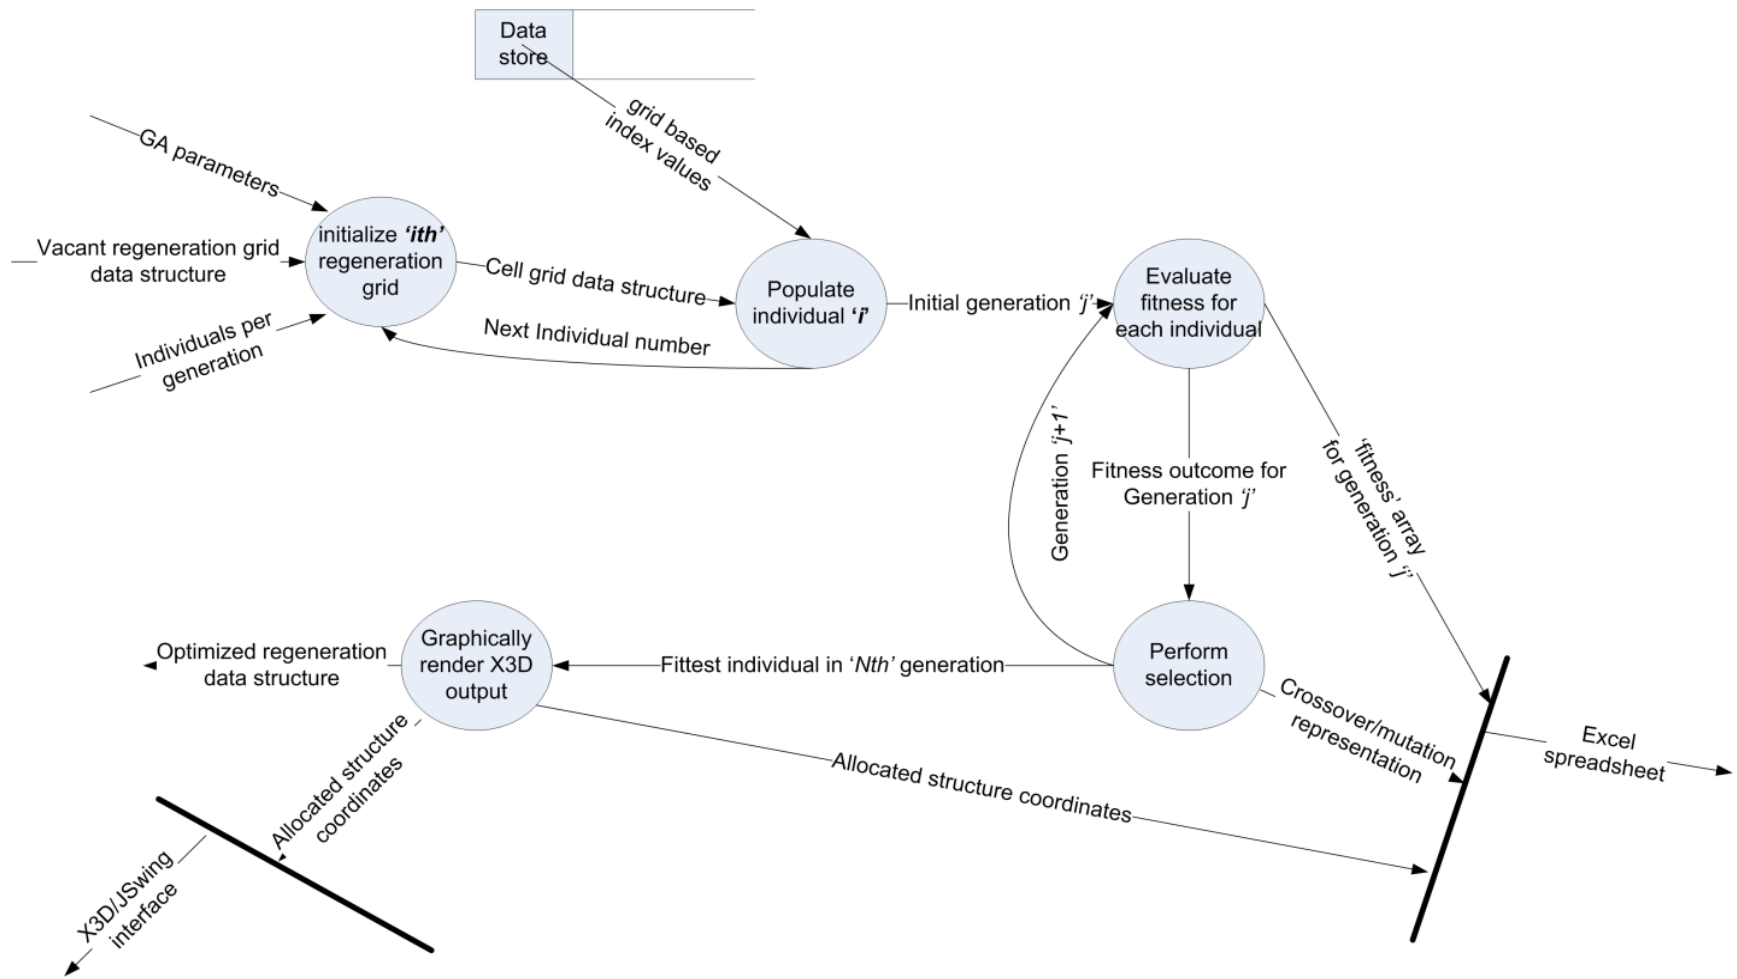 Data
store
grid based
index values
GA parameters
Vacant regeneration grid
data structure
Individuals per
generation
initialize ‘ith’
regeneration
grid
Cell grid data structure
Next Individual number
Populate
individual ‘i’
Initial generation ‘j’
Evaluate
fitness for
each individual
Generation ‘j+1’
Fitness outcome for
Generation ‘j’
‘fitness’ array
for generation ‘j’
Optimized regeneration
data structure
Graphically
render X3D
output
Fittest individual in ‘Nth’ generation
Perform
selection
Crossover/mutation
representation
Excel
spreadsheet
Allocated structure
coordinates
Allocated structure coordinates
X3D/JSwing
interface